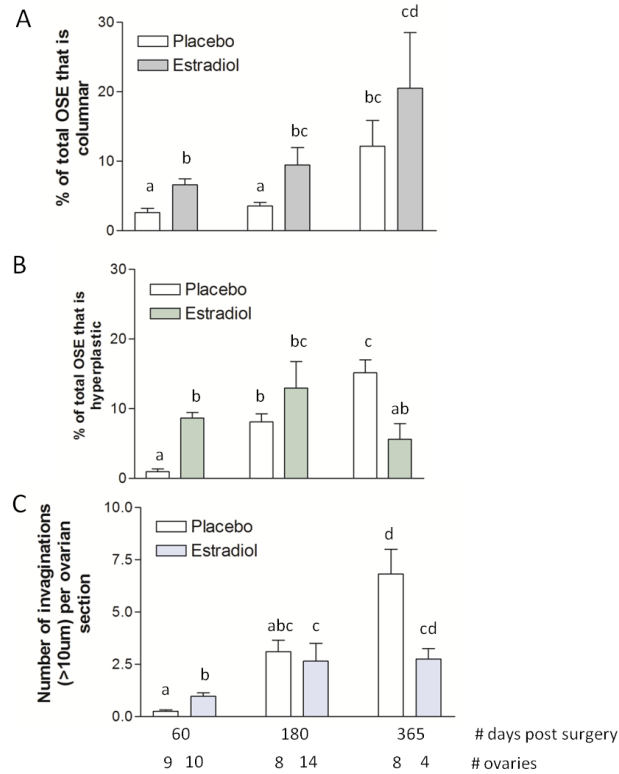 A
% of total OSE that is
columnar
30
20
10
0
Placebo
Estradiol
a
b
a
bc
bc
cd
B
% of total OSE that is
hyperplastic
30
20
10
0
Placebo
Estradiol
a
b
b
bc
c
ab
C
Number of invaginations
(>10um) per ovarian
section
10.0
7.5
5.0
2.5
0.0
Placebo
Estradiol
a
b
abc
c
d
cd
60 180 365 # days post surgery
9 10 8 14 8 4 # ovaries